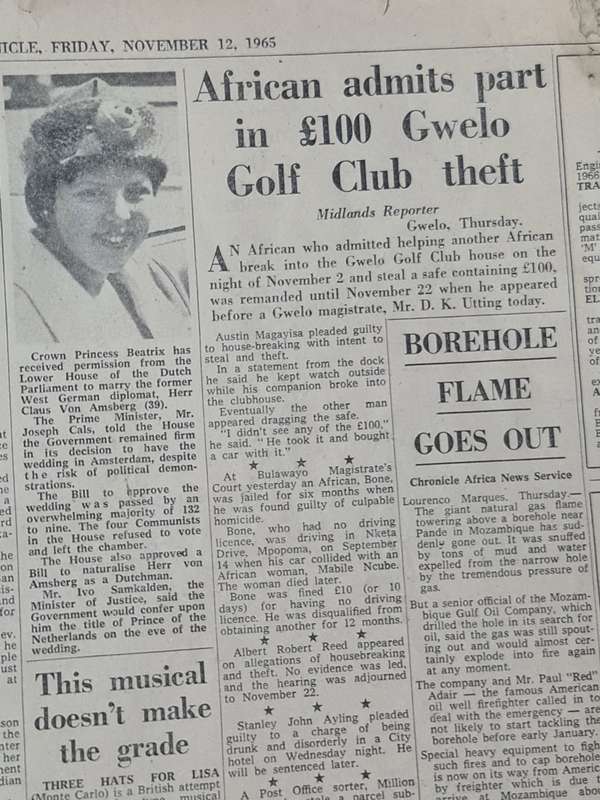 NICLE, FRIDAY, NOVEMBER 12, 1965
Crown Princess Beatrix has
received permission from the
Lower House of the Dutch
Parliament to marry the former
West German diplomat, Herr
Claus Von Amsberg (39).
The Prime Minister, Mr.
Joseph Cals, told the House
the Government remained firm
in its decision to have the
wedding in Amsterdam, despite
the risk of political demon-
strations.
The Bill to approve the
wedding was passed by an
overwhelming majority of 132
to nine. The four Communists
in the House refused to vote
and left the chamber.
The House also approved a
Bill to naturalise Herr von
Amsberg as a Dutchman.
Mr. Ivo Samkalden, the
Minister of Justice, said the
Government would confer upon
him the title of Prince of the
Netherlands on the eve of the
wedding.
This musical
doesn't make
the grade
THREE HATS FOR LISA
(Monte Carlo) is a British attempt
musical
African admits part
in £100 Gwelo
Golf Club theft
Midlands Reporter
Gwelo, Thursday.
AN African who admitted helping another African
break into the Gwelo Golf Club house on the
night of November 2 and steal a safe containing £100,
was remanded until November 22 when he appeared
before a Gwelo magistrate, Mr. D. K. Utting today.
Austin Magayisa pleaded guilty
to house-breaking with intent to
steal and theft.
In a statement from the dock
he said he kept watch outside
while his companion broke into
the clubhouse.
Eventually the other man
appeared dragging the safe.
"I didn't see any of the £100,"
he said. "He took it and bought
a car with it."
★ ★ ★
At Bulawayo Magistrate's
Court yesterday an African, Bone,
was jailed for six months when
he was found guilty of culpable
homicide.
Bone, who had no driving
licence, was driving in Nketa
Drive, Mpopoma, on September
14 when his car collided with an
African woman, Mabile Ncube.
The woman died later.
Bone was fined £10 (or 10
days) for having no driving
licence. He was disqualified from
obtaining another for 12 months.
★ ★ ★
Albert Robert Reed appeared
on allegations of housebreaking
and theft. No evidence was led,
and the hearing was adjourned
to November 22.
★ ★ ★
Stanley John Ayling pleaded
guilty to a charge of being
drunk and disorderly in a City
hotel on Wednesday night. He
will be sentenced later.
★ ★ ★
A Post Office sorter, Million
a parcel sub-
BOREHOLE
FLAME
GOES OUT
Chronicle Africa News Service
Lourenco Marques, Thursday.—
The giant natural gas flame
towering above a borehole near
Pande in Mozambique has sud-
denly gone out. It was snuffed
by tons of mud and water
expelled from the narrow hole
by the tremendous pressure of
gas.
But a senior official of the Mozam-
bique Gulf Oil Company, which
drilled the hole in its search for
oil, said the gas was still spout-
ing out and would almost cer-
tainly explode into fire again
at any moment.
The company and Mr. Paul "Red"
Adair — the famous American
oil well firefighter called in to
deal with the emergency — are
not likely to start tackling the
borehole before early January.
Special heavy equipment to fight
such fires and to cap borehole
is now on its way from Americ
by freighter which is due t
arrive at Mozambique abou